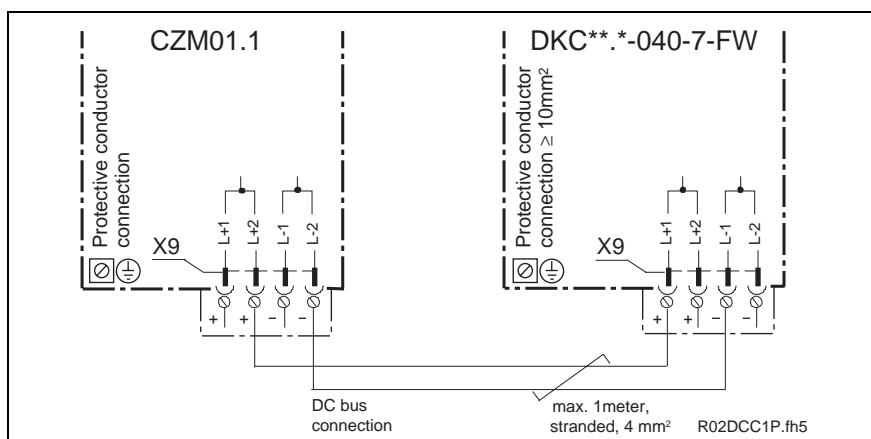 CZM01.1
Protective conductor
connection
X9
L+1
L+2
L-1
L-2
+
+
−
−
DKC**.*-040-7-FW
Protective conductor
connection ≥ 10mm²
X9
L+1
L+2
L-1
L-2
+
+
−
−
DC bus
connection
max. 1meter,
stranded, 4 mm²
R02DCC1P.fh5